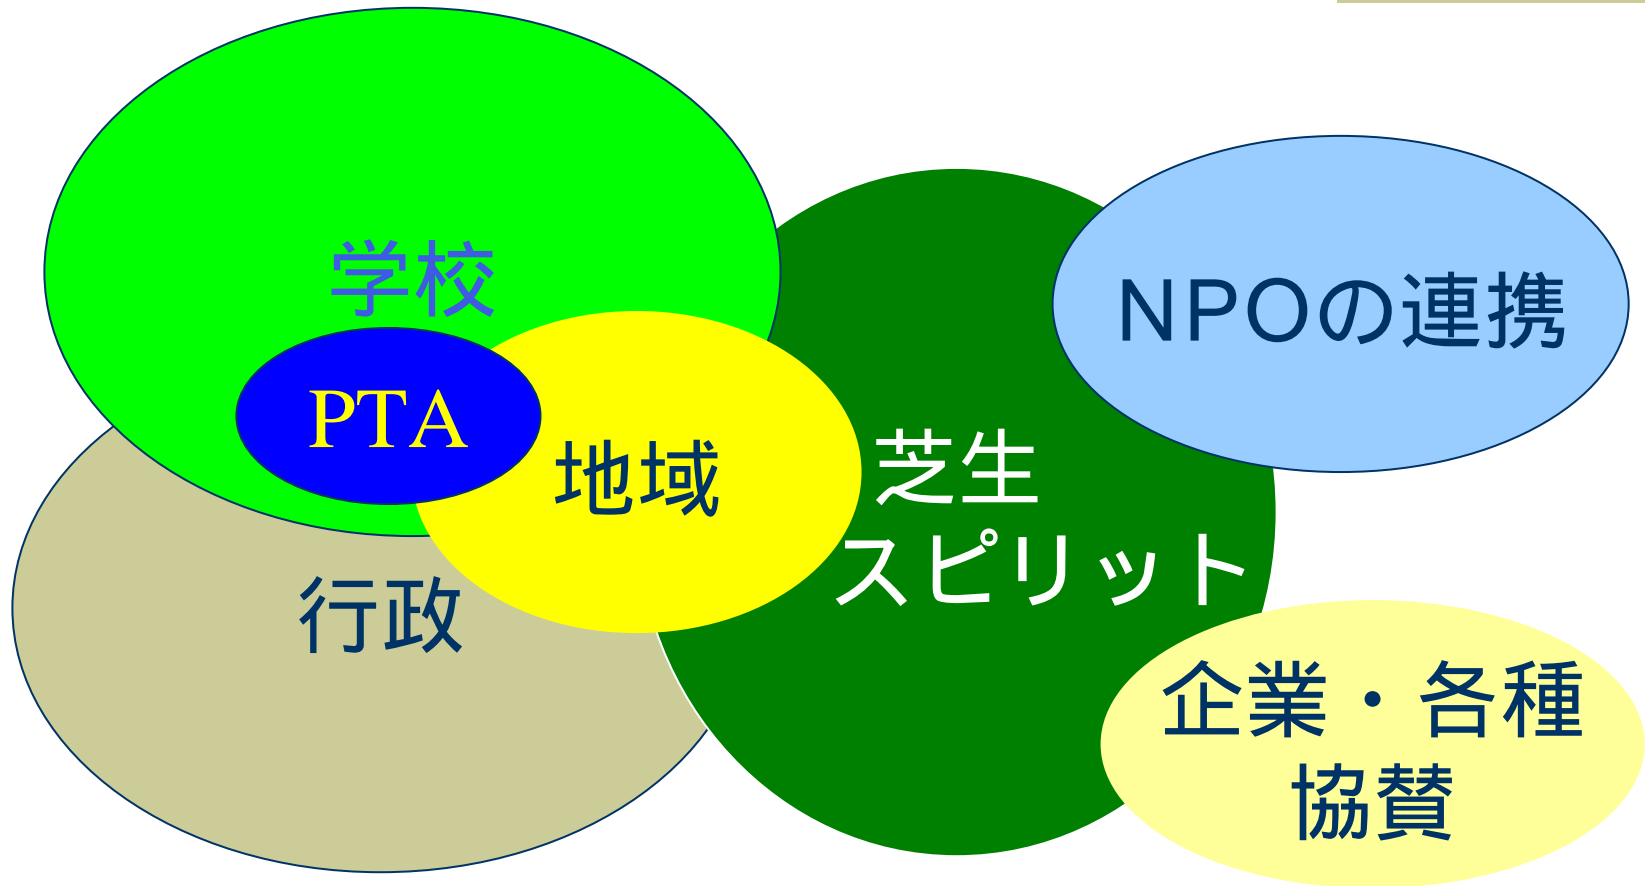 学校
PTA
地域
行政
芝生
スピリット
NPOの連携
企業・各種
協賛